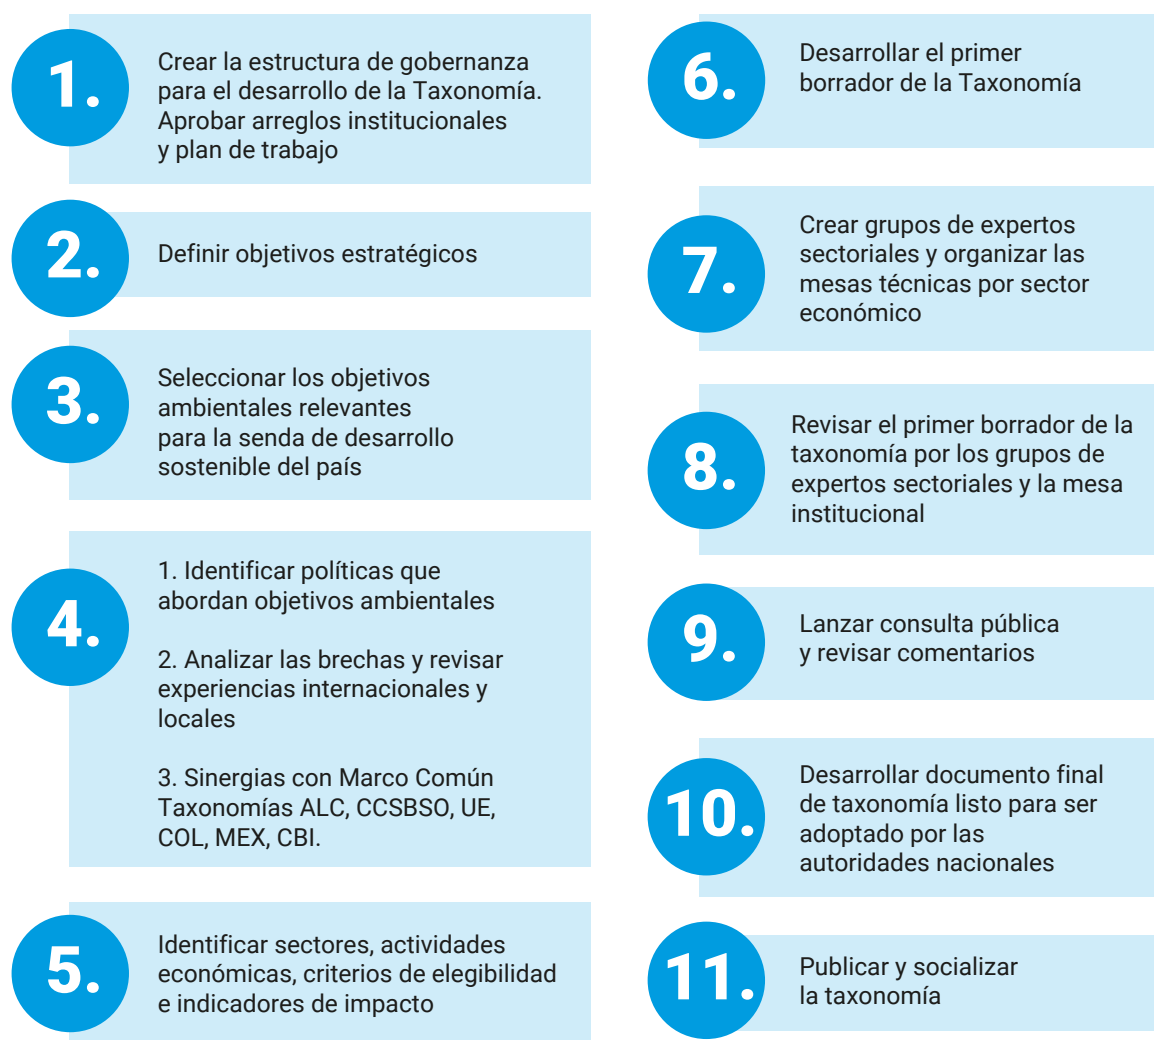 1.
Crear la estructura de gobernanza
para el desarrollo de la Taxonomía.
Aprobar arreglos institucionales
y plan de trabajo
2.
Definir objetivos estratégicos
3.
Seleccionar los objetivos
ambientales relevantes
para la senda de desarrollo
sostenible del país
4.
1. Identificar políticas que
abordan objetivos ambientales
2. Analizar las brechas y revisar
experiencias internacionales y
locales
3. Sinergias con Marco Común
Taxonomías ALC, CCSBSO, UE,
COL, MEX, CBI.
5.
Identificar sectores, actividades
económicas, criterios de elegibilidad
e indicadores de impacto
6.
Desarrollar el primer
borrador de la Taxonomía
7.
Crear grupos de expertos
sectoriales y organizar las
mesas técnicas por sector
económico
8.
Revisar el primer borrador de la
taxonomía por los grupos de
expertos sectoriales y la mesa
institucional
9.
Lanzar consulta pública
y revisar comentarios
10.
Desarrollar documento final
de taxonomía listo para ser
adoptado por las
autoridades nacionales
11.
Publicar y socializar
la taxonomía